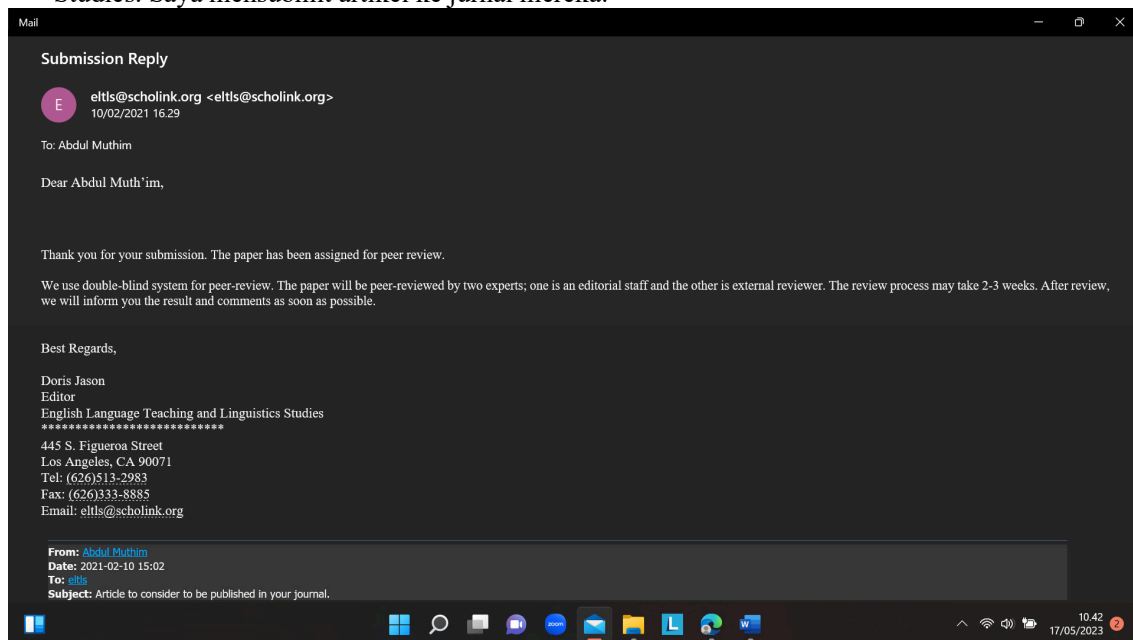 Studies. Saya mensubmit artikel ke jurnal mereka.
Mail
Submission Reply
E
eltls@scholink.org <eltls@scholink.org>
10/02/2021 16.29
To: Abdul Muthim
Dear Abdul Muth’im,
Thank you for your submission. The paper has been assigned for peer review.
We use double-blind system for peer-review. The paper will be peer-reviewed by two experts; one is an editorial staff and the other is external reviewer. The review process may take 2-3 weeks. After review,
we will inform you the result and comments as soon as possible.
Best Regards,
Doris Jason
Editor
English Language Teaching and Linguistics Studies
***************************
445 S. Figueroa Street
Los Angeles, CA 90071
Tel: (626)513-2983
Fax: (626)333-8885
Email: eltls@scholink.org
From: Abdul Muthim
Date: 2021-02-10 15:02
To: eltls
Subject: Article to consider to be published in your journal.
zoom
L
W
10.42
17/05/2023
2